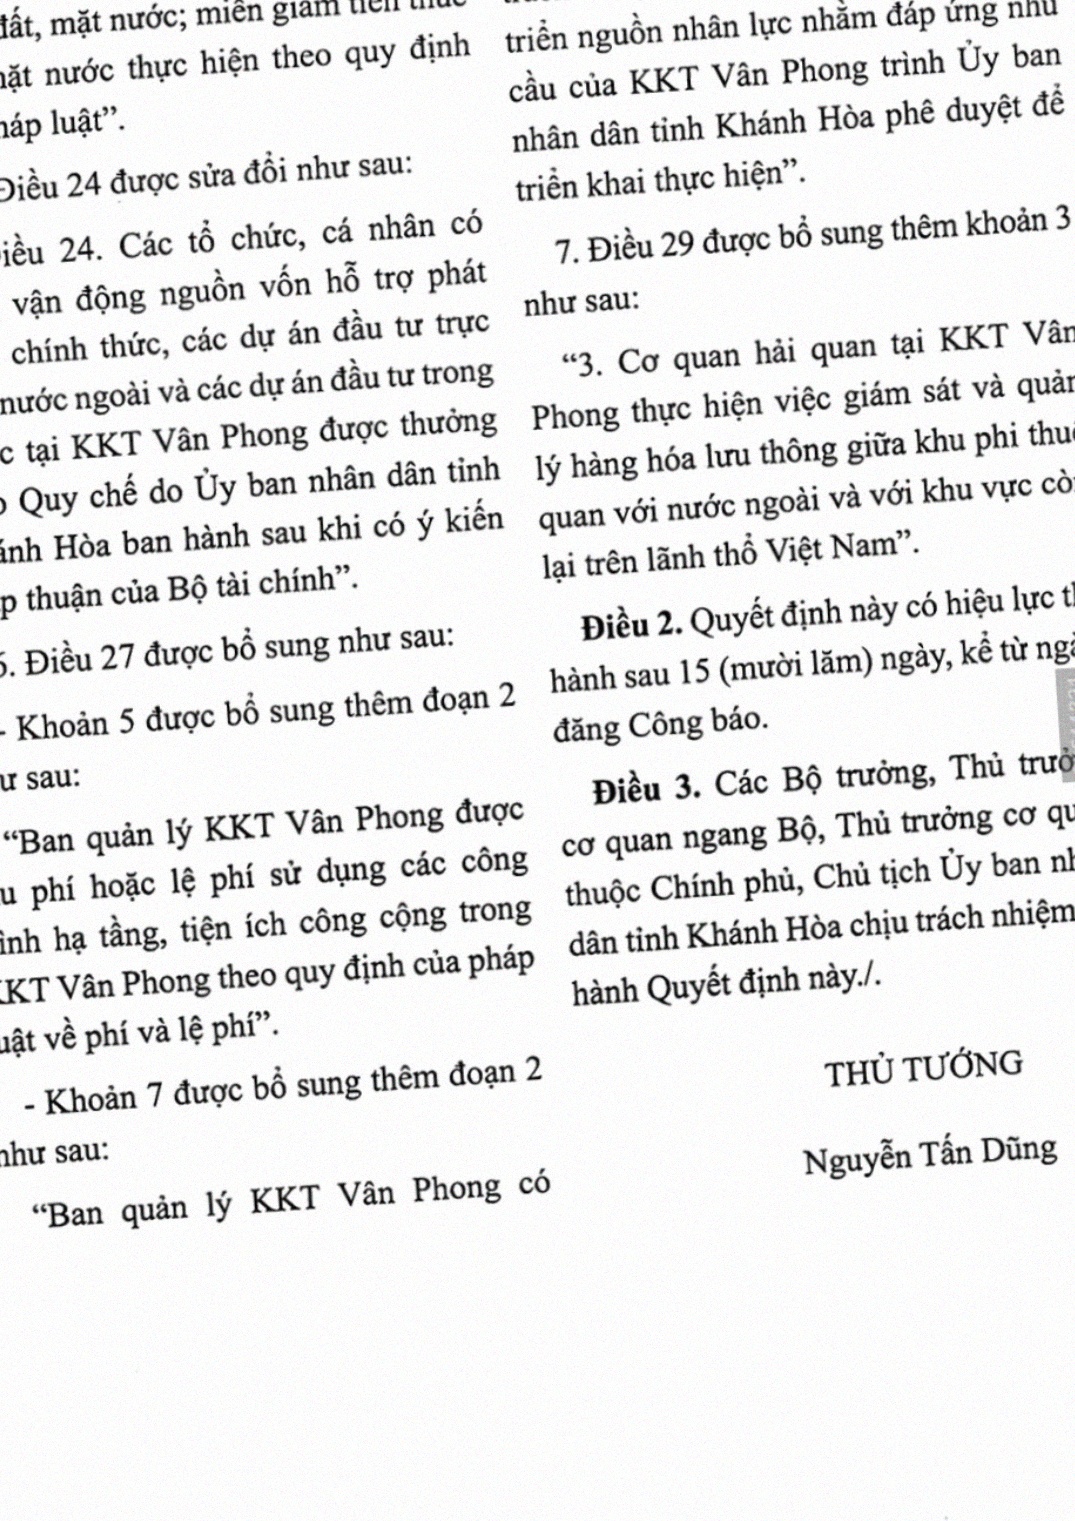 đất, mặt nước; miễn giảm tiền
mặt nước thực hiện theo quy định
pháp luật”.
Điều 24 được sửa đổi như sau:
24. Các tổ chức, cá nhân có
vận động nguồn vốn hỗ trợ phát
chính thức, các dự án đầu tư trực
nước ngoài và các dự án đầu tư trong
tại KKT Vân Phong được thưởng
Quy chế do Ủy ban nhân dân tỉnh
Hòa ban hành sau khi có ý kiến
thuận của Bộ tài chính”.
6. Điều 27 được bổ sung như sau:
- Khoản 5 được bổ sung thêm đoạn 2
sau:
“Ban quản lý KKT Vân Phong được
phí hoặc lệ phí sử dụng các công
hạ tầng, tiện ích công cộng trong
KKT Vân Phong theo quy định của pháp
luật về phí và lệ phí”.
- Khoản 7 được bổ sung thêm đoạn 2
như sau:
“Ban quản lý KKT Vân Phong có
triển nguồn nhân lực nhằm đáp ứng nhu
cầu của KKT Vân Phong trình Ủy ban
nhân dân tỉnh Khánh Hòa phê duyệt để
triển khai thực hiện”.
7. Điều 29 được bổ sung thêm khoản 3
như sau:
“3. Cơ quan hải quan tại KKT Vân
Phong thực hiện việc giám sát và quản
lý hàng hóa lưu thông giữa khu phi thuế
quan với nước ngoài và với khu vực còn
lại trên lãnh thổ Việt Nam”.
Điều 2. Quyết định này có hiệu lực
hành sau 15 (mười lăm) ngày, kể từ ngày
đăng Công báo.
Điều 3. Các Bộ trưởng, Thủ trưởng
cơ quan ngang Bộ, Thủ trưởng cơ
thuộc Chính phủ, Chủ tịch Ủy ban
dân tỉnh Khánh Hòa chịu trách nhiệm
hành Quyết định này./.
THỦ TƯỚNG
Nguyễn Tấn Dũng